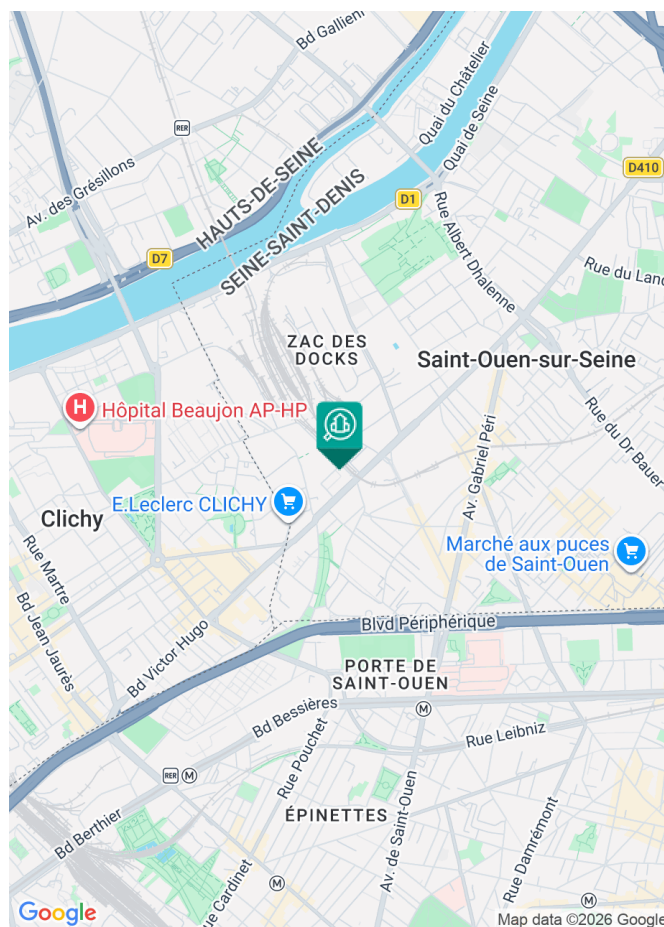 Bd Gallieni
Quai du Châtelier
Quai de Seine
RER
Av. des Grésillons
HAUTS-DE-SEINE
SEINE-SAINT-DENIS
D410
D1
D7
Rue Albert Dhalenne
Rue du Land
ZAC DES
DOCKS
Saint-Ouen-sur-Seine
H
Hôpital Beaujon AP-HP
Rue du Dr Bauer
Av. Gabriel Péri
E.Leclerc CLICHY
Clichy
Marché aux puces
de Saint-Ouen
Rue Martre
Bd Jean Jaurès
Bd Victor Hugo
Blvd Périphérique
PORTE DE
SAINT-OUEN
Bd Bessières
M
Rue Leibniz
Rue Pouchet
RER M
ÉPINETTES
Bd Berthier
Av. de Saint-Ouen
Rue Damrémont
ue Cardinet
M
M
Google
Map data ©2026 Google